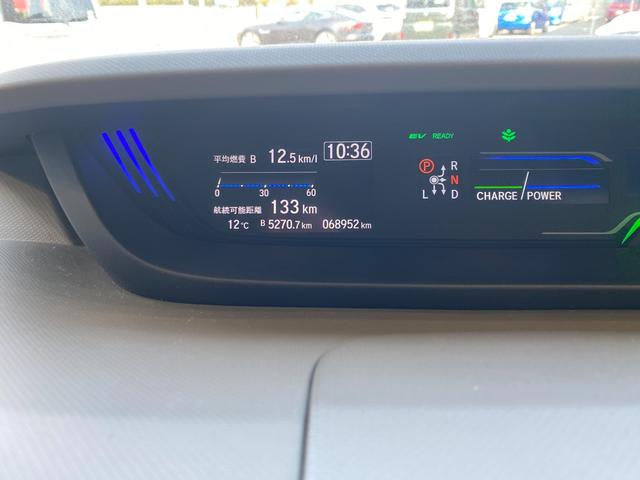 EV READY
平均燃費 B 12.5 km/l 10:36
0 30 60
航続可能距離 133 km
12℃ B 5270.7 km 068952 km
P R
N
L D
CHARGE / POWER